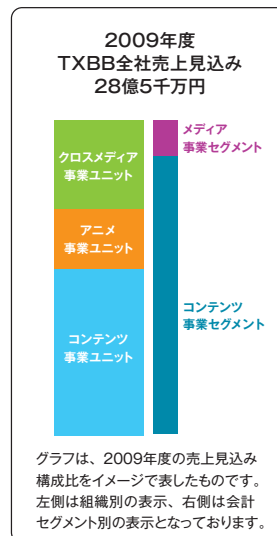 2009年度
TXBB全社売上見込み
28億5千万円
クロスメディア
事業ユニット
メディア
事業セグメント
アニメ
事業ユニット
コンテンツ
事業ユニット
コンテンツ
事業セグメント
グラフは、2009年度の売上見込み
構成比をイメージで表したものです。
左側は組織別の表示、右側は会計
セグメント別の表示となっております。